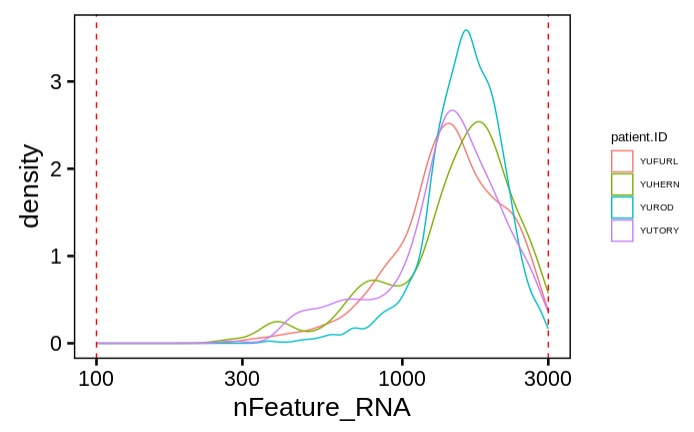 density
3
2
1
0
100
300
1000
3000
nFeature_RNA
patient.ID
YUFURL
YUHERN
YUROD
YUTORY